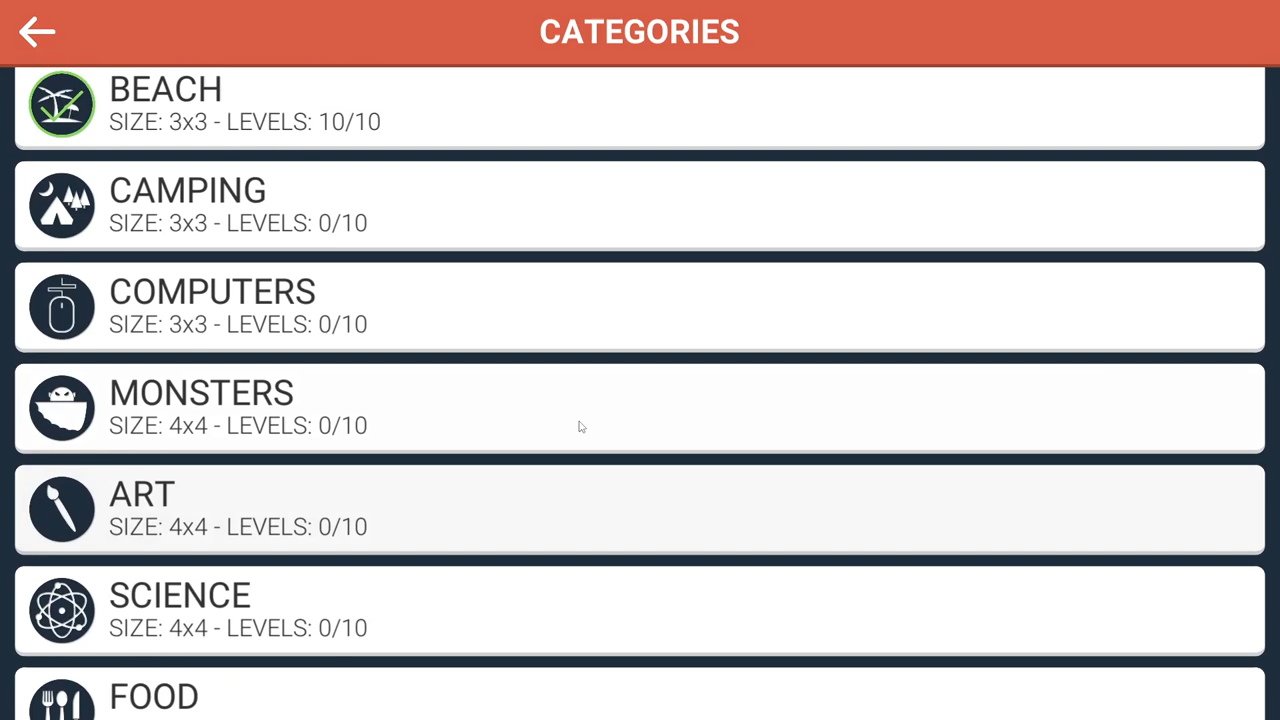 CATEGORIES
BEACH
SIZE: 3x3 - LEVELS: 10/10
CAMPING
SIZE: 3x3 - LEVELS: 0/10
COMPUTERS
SIZE: 3x3 - LEVELS: 0/10
MONSTERS
SIZE: 4x4 - LEVELS: 0/10
ART
SIZE: 4x4 - LEVELS: 0/10
SCIENCE
SIZE: 4x4 - LEVELS: 0/10
FOOD